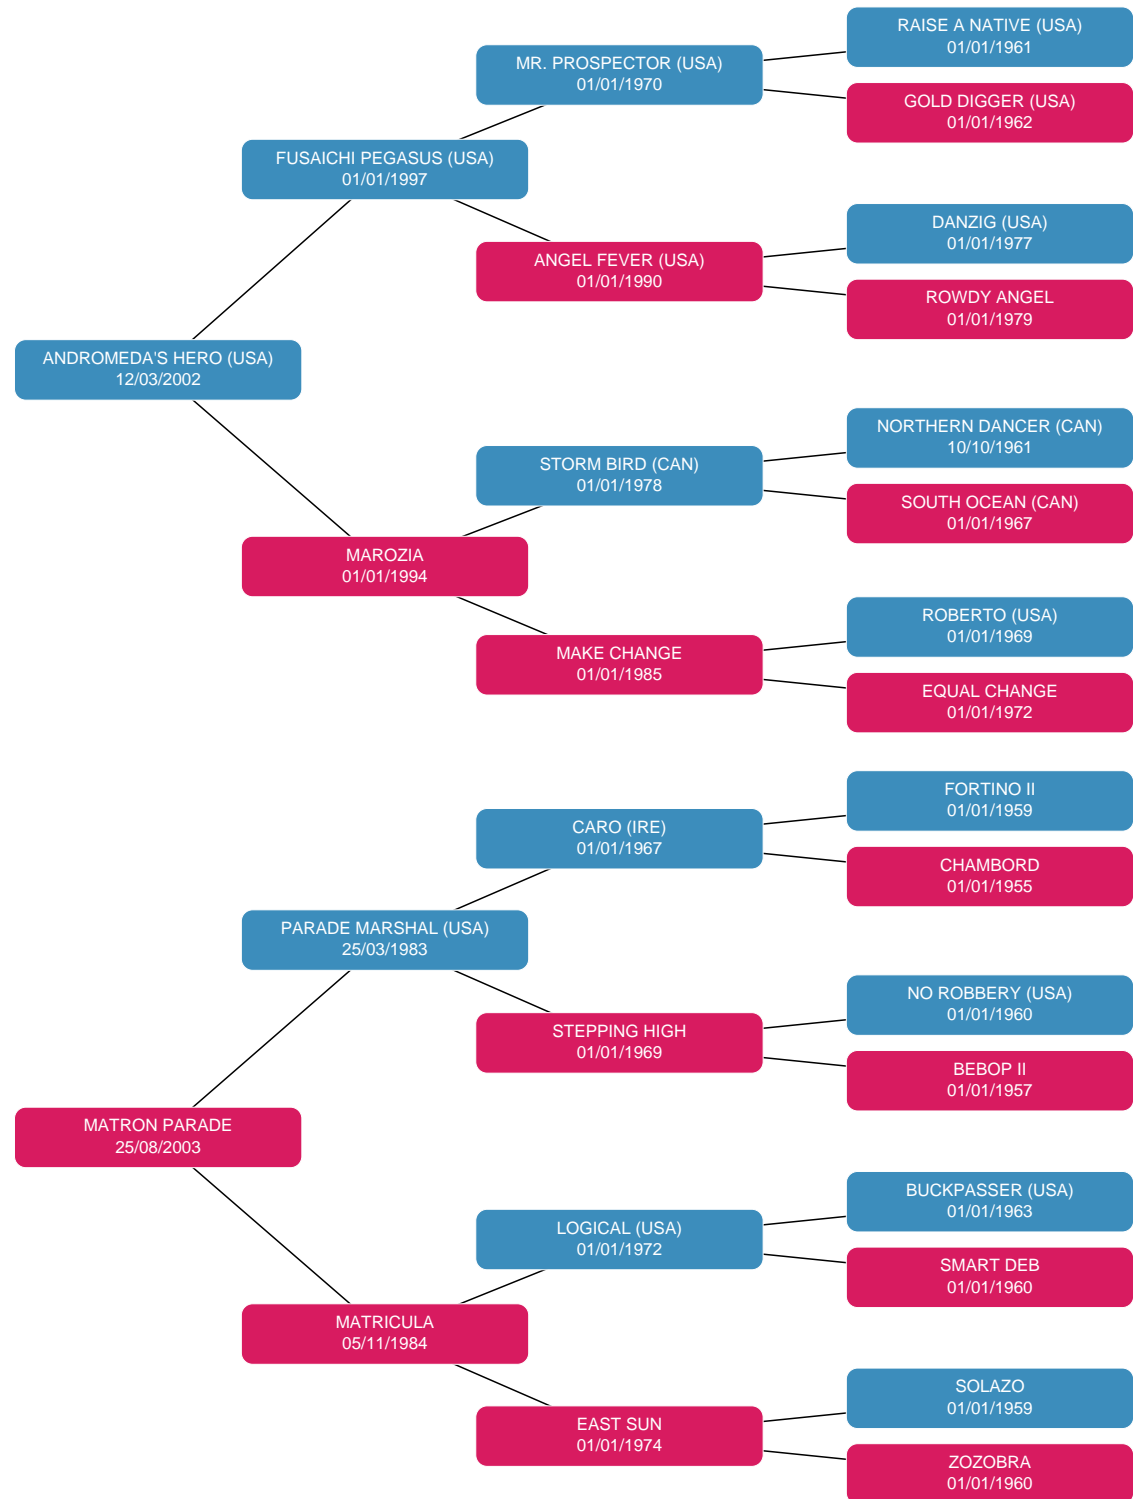 RAISE A NATIVE (USA)
01/01/1961
MR. PROSPECTOR (USA)
01/01/1970
GOLD DIGGER (USA)
01/01/1962
FUSAICHI PEGASUS (USA)
01/01/1997
DANZIG (USA)
01/01/1977
ANGEL FEVER (USA)
01/01/1990
ROWDY ANGEL
01/01/1979
ANDROMEDA'S HERO (USA)
12/03/2002
NORTHERN DANCER (CAN)
10/10/1961
STORM BIRD (CAN)
01/01/1978
SOUTH OCEAN (CAN)
01/01/1967
MAROZIA
01/01/1994
ROBERTO (USA)
01/01/1969
MAKE CHANGE
01/01/1985
EQUAL CHANGE
01/01/1972
FORTINO II
01/01/1959
CARO (IRE)
01/01/1967
CHAMBORD
01/01/1955
PARADE MARSHAL (USA)
25/03/1983
NO ROBBERY (USA)
01/01/1960
STEPPING HIGH
01/01/1969
BEBOP II
01/01/1957
MATRON PARADE
25/08/2003
BUCKPASSER (USA)
01/01/1963
LOGICAL (USA)
01/01/1972
SMART DEB
01/01/1960
MATRICULA
05/11/1984
SOLAZO
01/01/1959
EAST SUN
01/01/1974
ZOZOBRA
01/01/1960